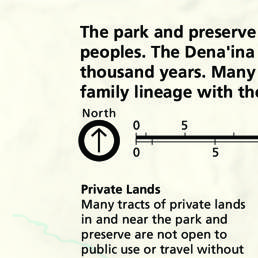 The park and preserve
peoples. The Dena'ina
thousand years. Many
family lineage with the
North
0 5
0 5
Private Lands
Many tracts of private lands
in and near the park and
preserve are not open to
public use or travel without